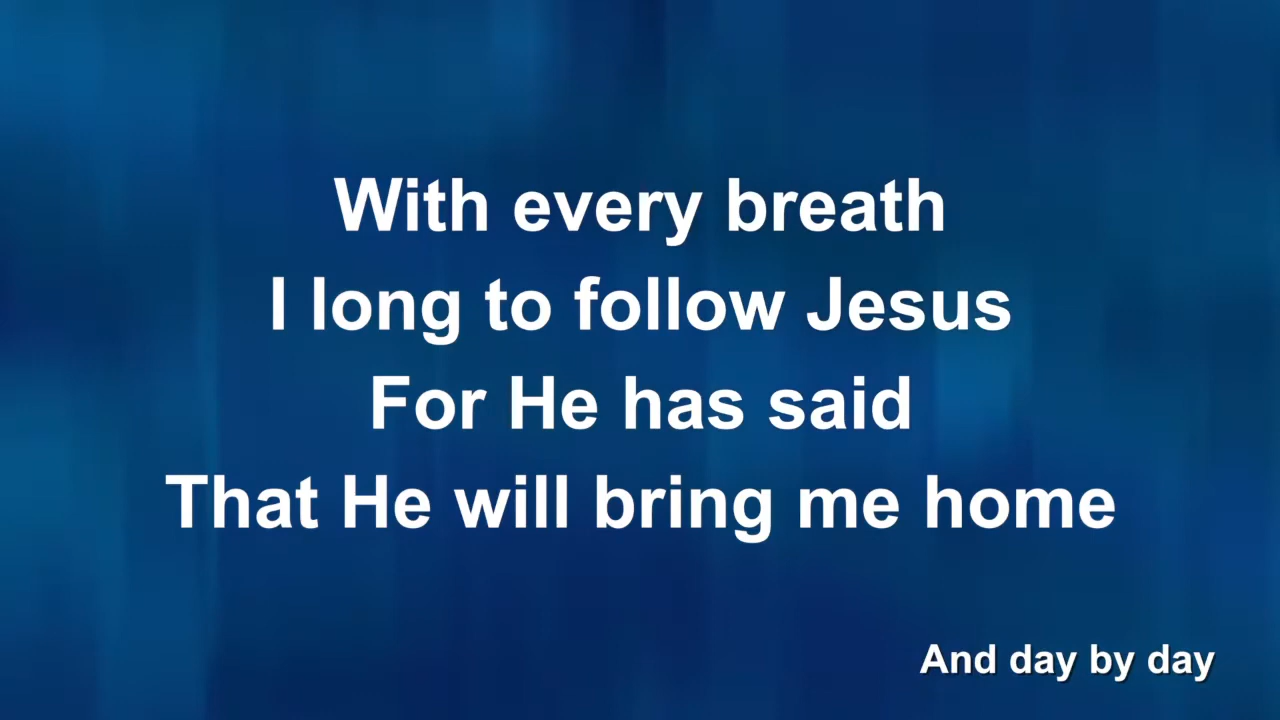 With every breath
I long to follow Jesus
For He has said
That He will bring me home
And day by day